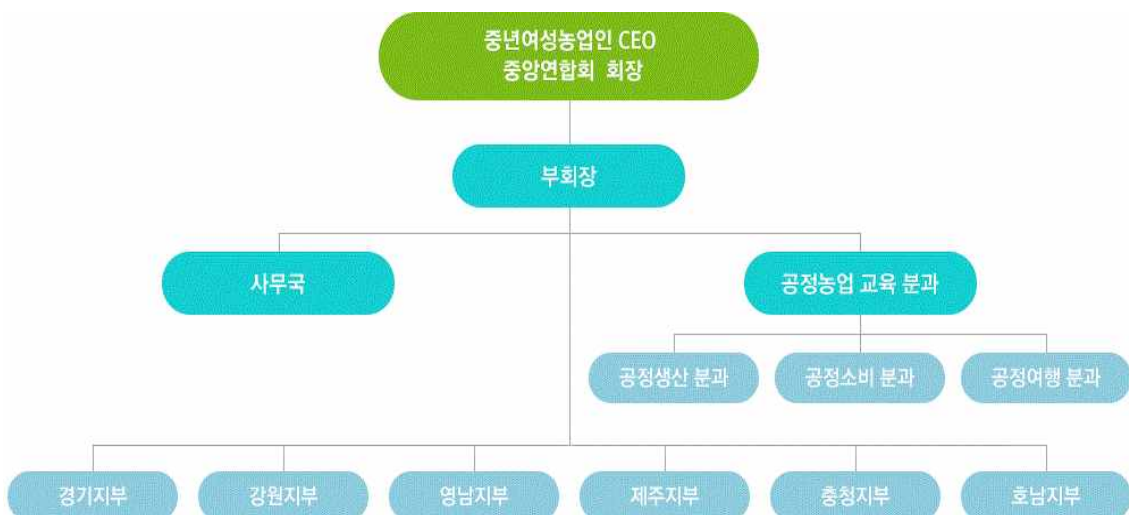 중년여성농업인 CEO
중앙연합회 회장
부회장
사무국
공정농업 교육 분과
공정생산 분과
공정소비 분과
공정여행 분과
경기지부
강원지부
영남지부
제주지부
충청지부
호남지부